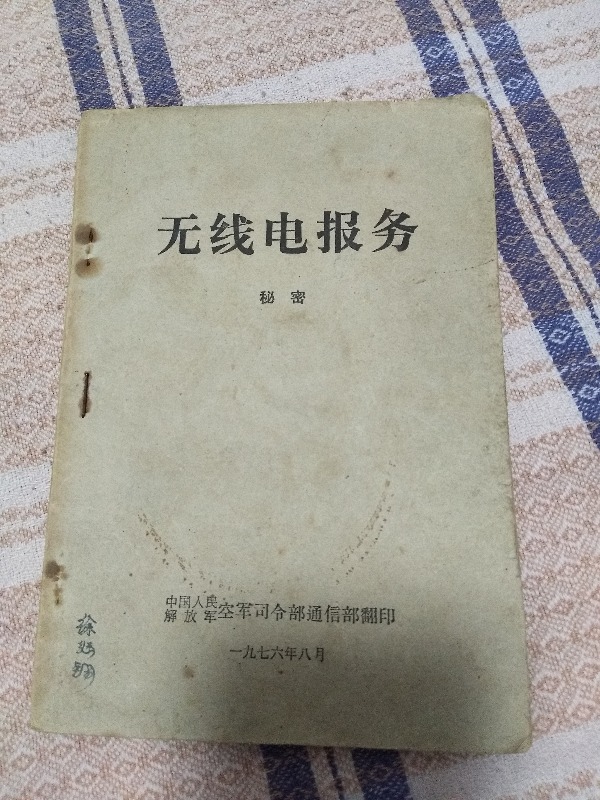 无线电报务
秘密
中国人民
解放军
空军司令部通信部翻印
一九七六年八月
徐